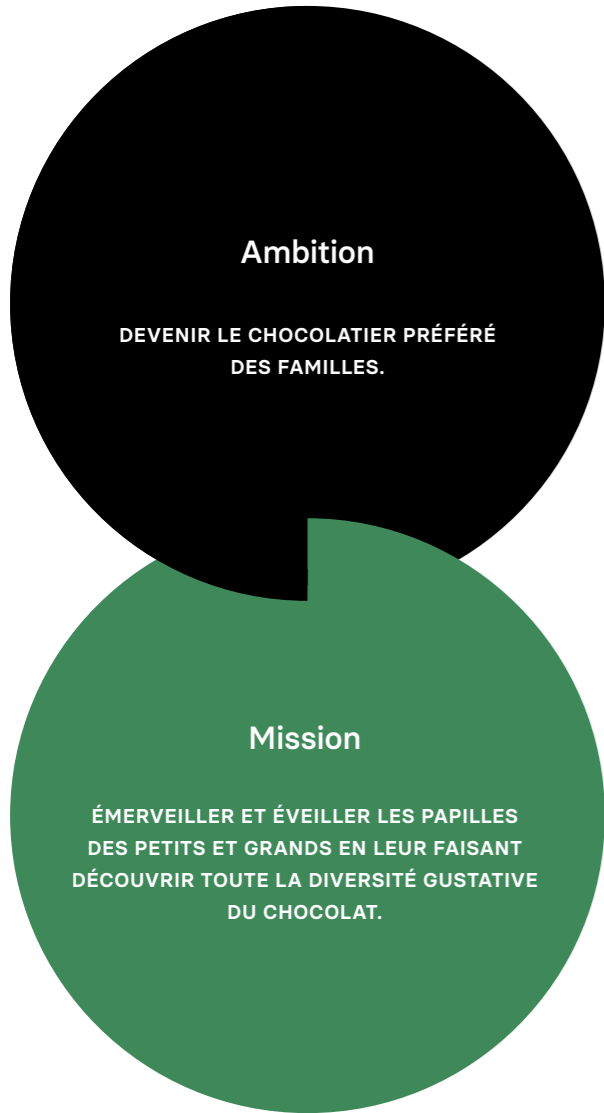 Ambition
DEVENIR LE CHOCOLATIER PRÉFÉRÉ
DES FAMILLES.
Mission
ÉMERVEILLER ET ÉVEILLER LES PAPILLES
DES PETITS ET GRANDS EN LEUR FAISANT
DÉCOUVRIR TOUTE LA DIVERSITÉ GUSTATIVE
DU CHOCOLAT.